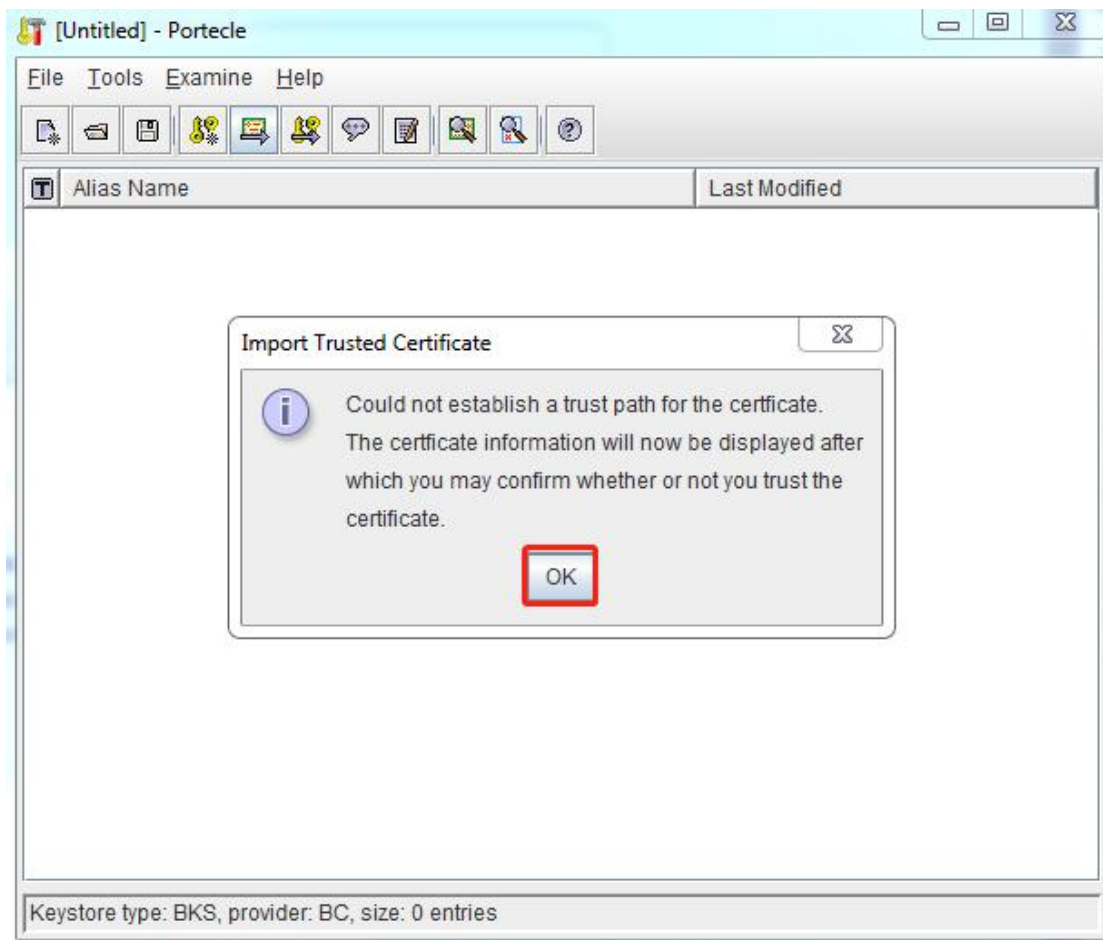 [Untitled] - Portecle
File Tools Examine Help
T Alias Name Last Modified
Import Trusted Certificate
i
Could not establish a trust path for the certficate.
The certficate information will now be displayed after
which you may confirm whether or not you trust the
certificate.
OK
Keystore type: BKS, provider: BC, size: 0 entries